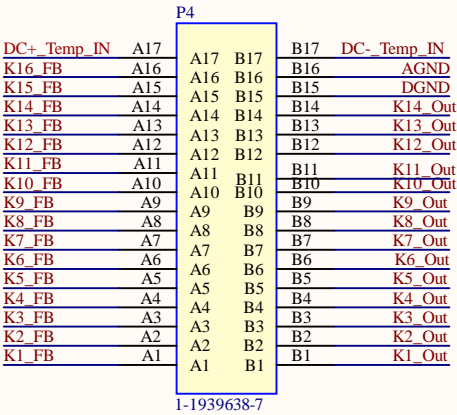 P4
DC+_Temp_IN A17 A17 B17 B17 DC-_Temp_IN
K16_FB A16 A16 B16 B16 AGND
K15_FB A15 A15 B15 B15 DGND
K14_FB A14 A14 B14 B14 K14_Out
K13_FB A13 A13 B13 B13 K13_Out
K12_FB A12 A12 B12 B12 K12_Out
K11_FB A11 A11 B11 B11 K11_Out
K10_FB A10 A10 B10 B10 K10_Out
K9_FB A9 A9 B9 B9 K9_Out
K8_FB A8 A8 B8 B8 K8_Out
K7_FB A7 A7 B7 B7 K7_Out
K6_FB A6 A6 B6 B6 K6_Out
K5_FB A5 A5 B5 B5 K5_Out
K4_FB A4 A4 B4 B4 K4_Out
K3_FB A3 A3 B3 B3 K3_Out
K2_FB A2 A2 B2 B2 K2_Out
K1_FB A1 A1 B1 B1 K1_Out
1-1939638-7